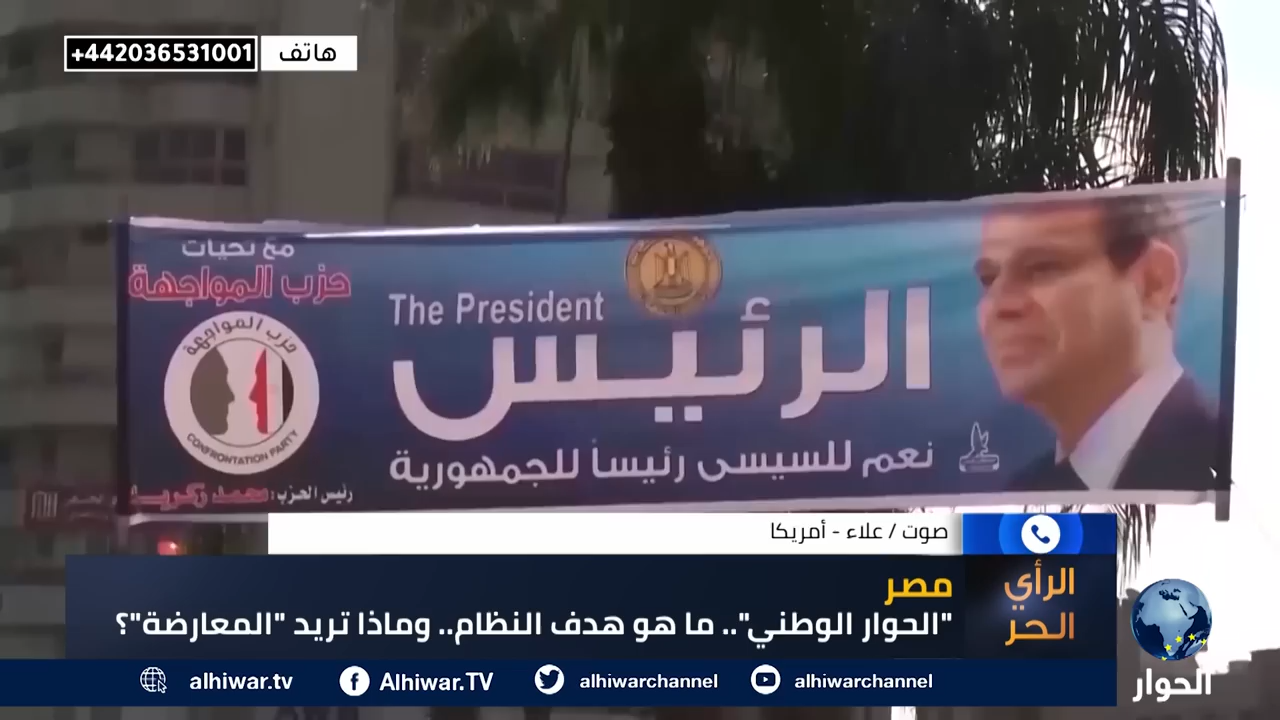 هاتف +442036531001
مع تحيات
حزب المواجهة
حزب المواجهة
CONFRONTATION PARTY
رئيس الحزب: محمد زكريا
The President
الرئيس
نعم للسيسى رئيساً للجمهورية
صوت / علاء - أمريكا
الرأي
الحر
مصر
"الحوار الوطني".. ما هو هدف النظام.. وماذا تريد "المعارضة"؟
alhiwar.tv Alhiwar.TV alhiwarchannel alhiwarchannel
الحوار